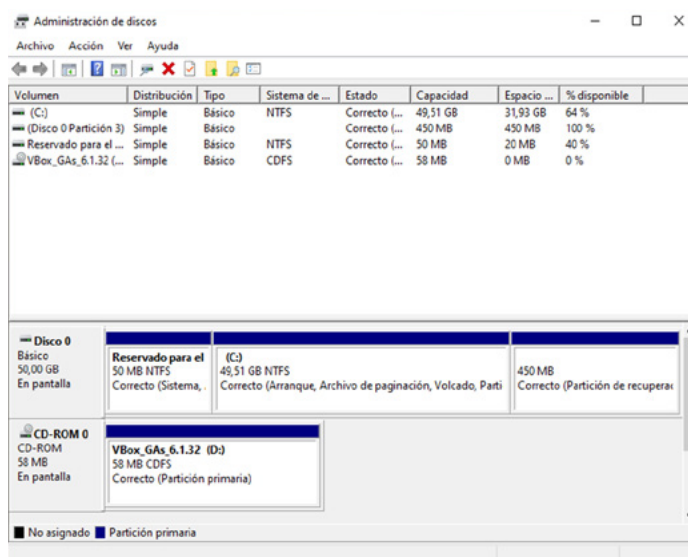 Administración de discos
Archivo Acción Ver Ayuda
Volumen Distribución Tipo Sistema de ... Estado Capacidad Espacio ... % disponible
(C:) Simple Básico NTFS Correcto (... 49,51 GB 31,93 GB 64 %
(Disco 0 Partición 3) Simple Básico Correcto (... 450 MB 450 MB 100 %
Reservado para el ... Simple Básico NTFS Correcto (... 50 MB 20 MB 40 %
VBox_GAs_6.1.32 (... Simple Básico CDFS Correcto (... 58 MB 0 MB 0 %
Disco 0
Básico
50,00 GB
En pantalla
Reservado para el
50 MB NTFS
Correcto (Sistema, .
(C:)
49,51 GB NTFS
Correcto (Arranque, Archivo de paginación, Volcado, Parti
450 MB
Correcto (Partición de recuperac
CD-ROM 0
CD-ROM
58 MB
En pantalla
VBox_GAs_6.1.32 (D:)
58 MB CDFS
Correcto (Partición primaria)
No asignado Partición primaria